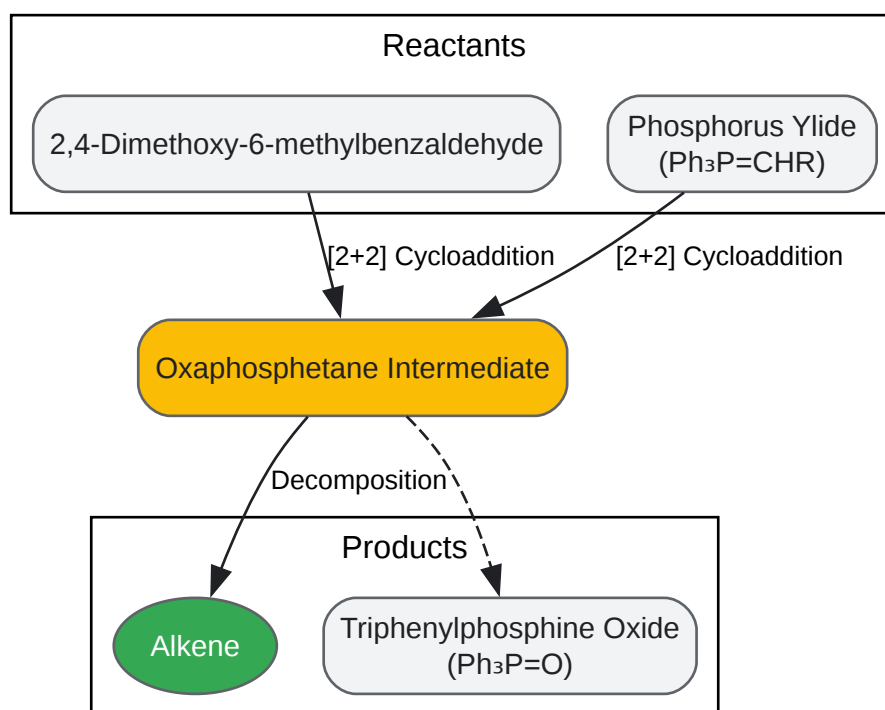 Reactants
2,4-Dimethoxy-6-methylbenzaldehyde
Phosphorus Ylide
(Ph₃P=CHR)
[2+2] Cycloaddition
[2+2] Cycloaddition
Oxaphosphetane Intermediate
Decomposition
Products
Alkene
Triphenylphosphine Oxide
(Ph₃P=O)